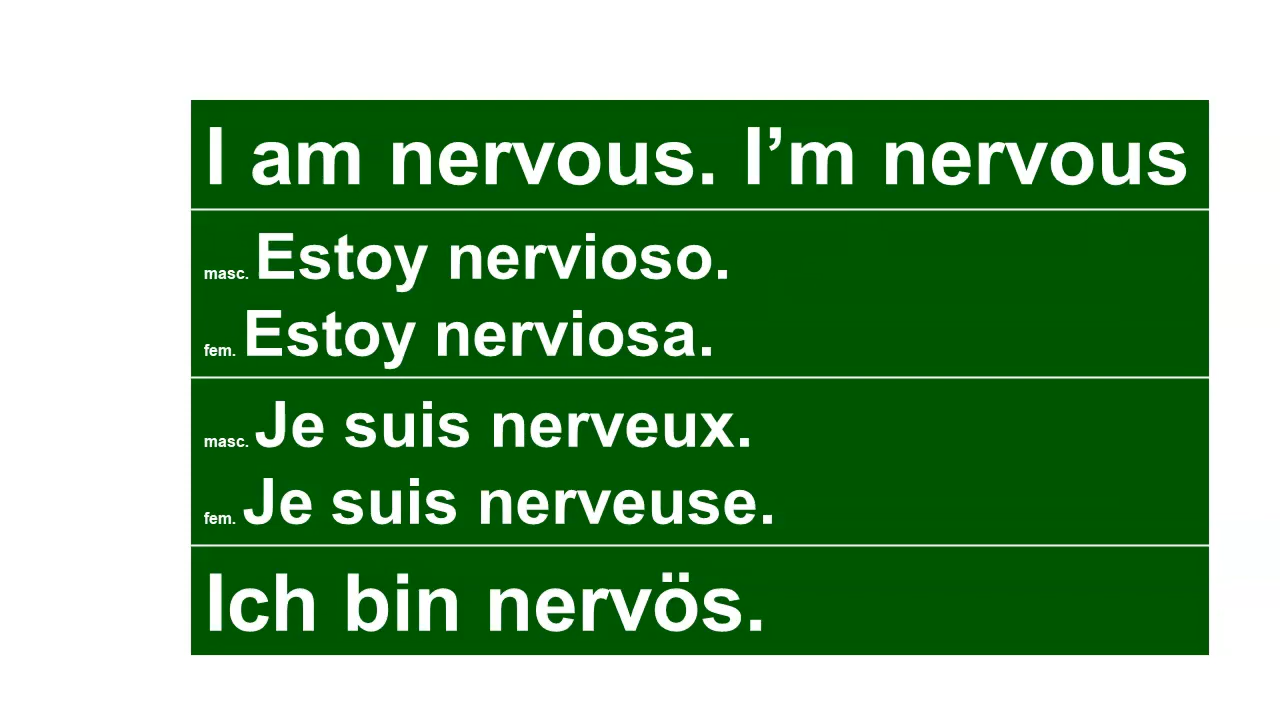 I am nervous. I’m nervous
masc. Estoy nervioso.
fem. Estoy nerviosa.
masc. Je suis nerveux.
fem. Je suis nerveuse.
Ich bin nervös.